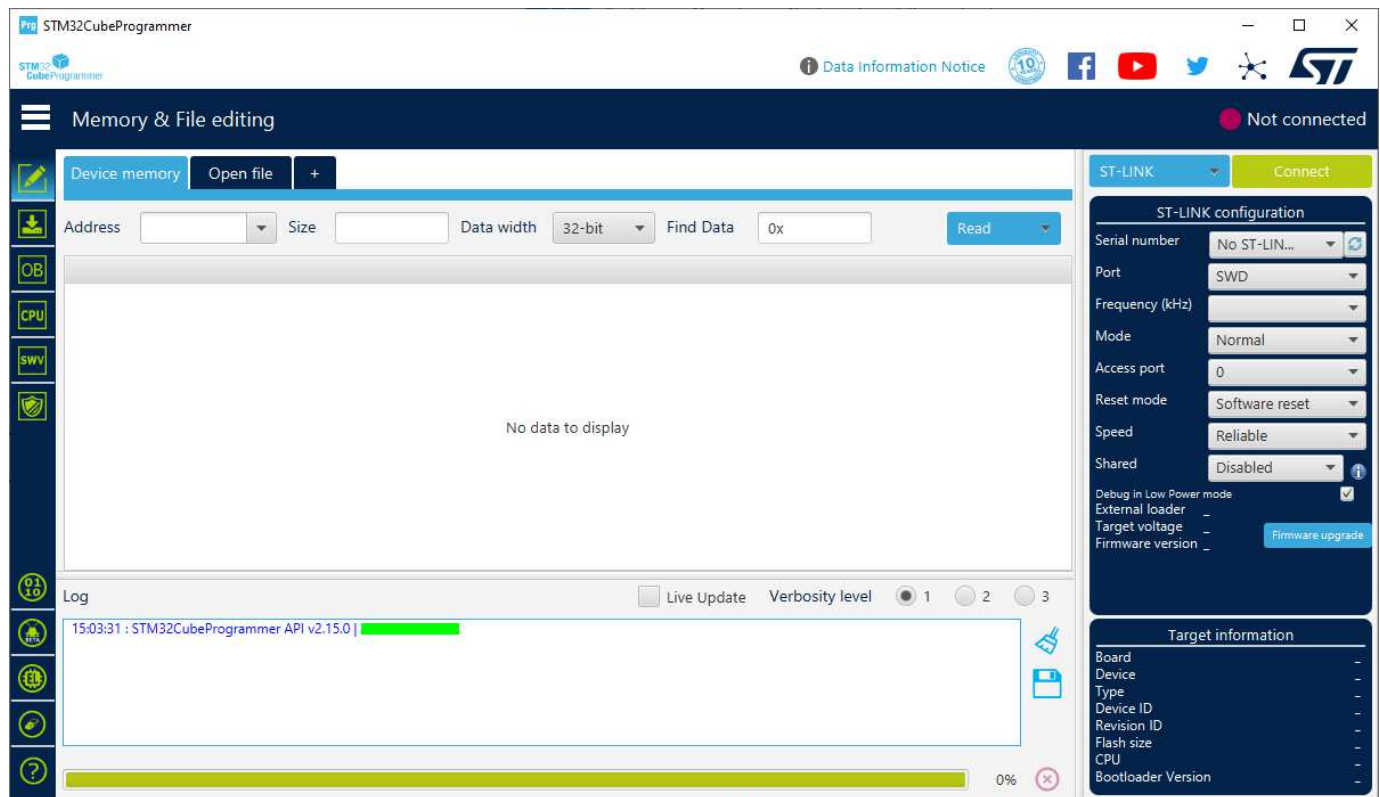 Prg STM32CubeProgrammer
STM32
CubeProgrammer
Data Information Notice
10
Memory & File editing
Not connected
Device memory Open file +
Address Size Data width 32-bit Find Data 0x Read
No data to display
OB
CPU
SWV
01
10
BETA
Log Live Update Verbosity level 1 2 3
15:03:31 : STM32CubeProgrammer API v2.15.0 |
0%
ST-LINK Connect
ST-LINK configuration
Serial number No ST-LIN...
Port SWD
Frequency (kHz)
Mode Normal
Access port 0
Reset mode Software reset
Speed Reliable
Shared Disabled
Debug in Low Power mode
External loader _
Target voltage _
Firmware version _
Firmware upgrade
Target information
Board _
Device _
Type _
Device ID _
Revision ID _
Flash size _
CPU _
Bootloader Version _